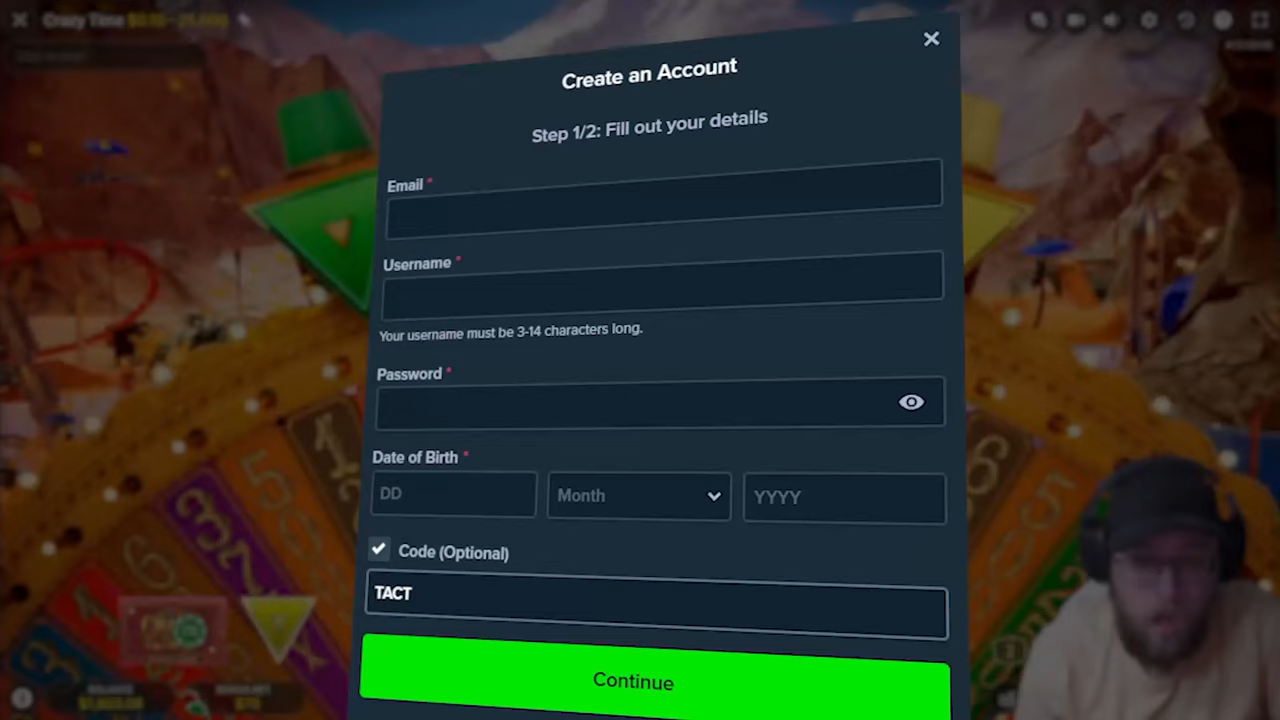 Crazy Time
Create an Account
Step 1/2: Fill out your details
Email *
Username *
Your username must be 3-14 characters long.
Password *
Date of Birth *
DD
Month
YYYY
Code (Optional)
TACT
Continue